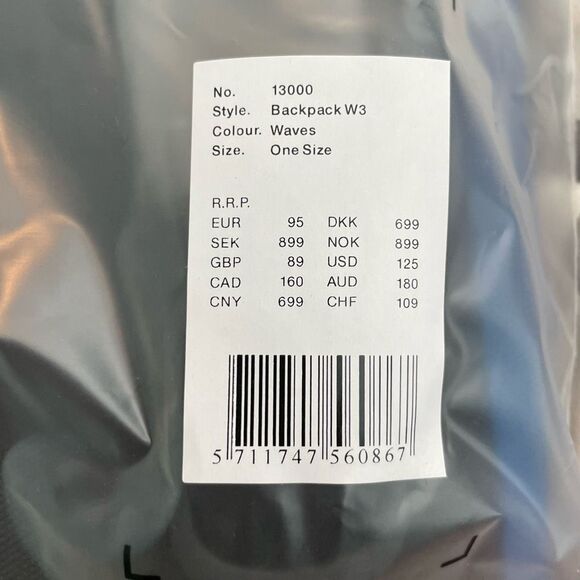 No. 13000
Style. Backpack W3
Colour. Waves
Size. One Size
R.R.P.
EUR 95 DKK 699
SEK 899 NOK 899
GBP 89 USD 125
CAD 160 AUD 180
CNY 699 CHF 109
5 711747 560867